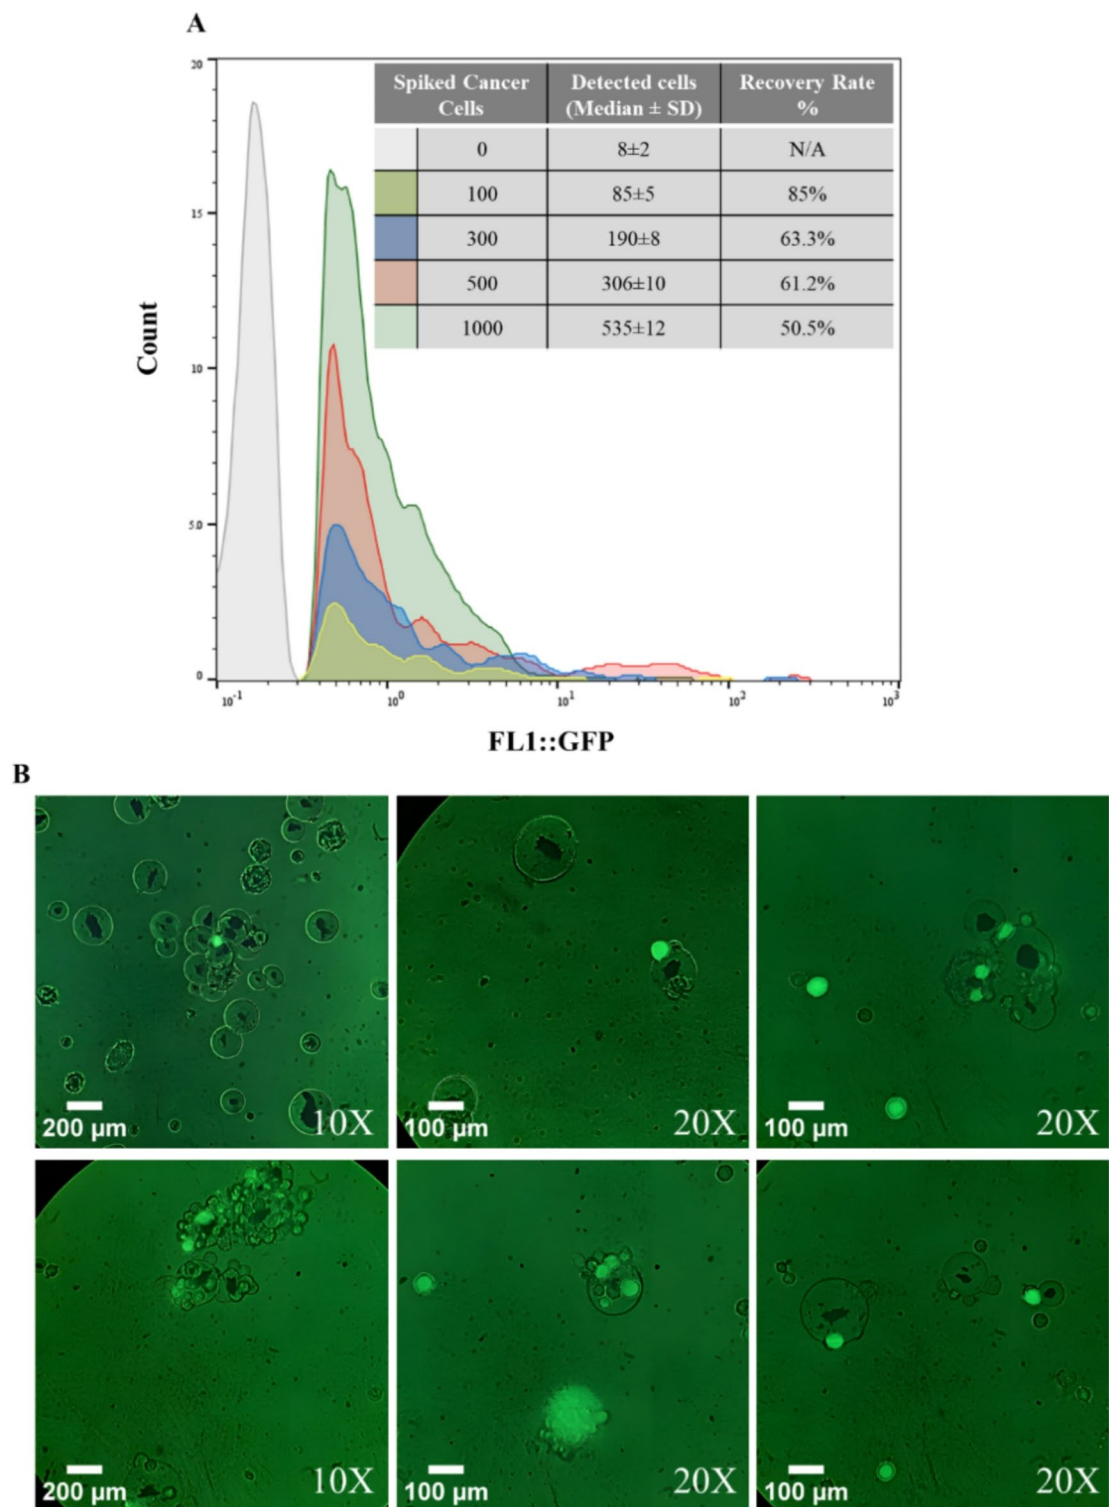 A
Spiked Cancer Detected cells Recovery Rate
Cells (Median ± SD) %
0 8±2 N/A
100 85±5 85%
300 190±8 63.3%
500 306±10 61.2%
1000 535±12 50.5%
20
15
10
5.0
0
Count
10-1 100 101 102 103
FL1::GFP
B
200 µm 10X
100 µm 20X
100 µm 20X
200 µm 10X
100 µm 20X
100 µm 20X